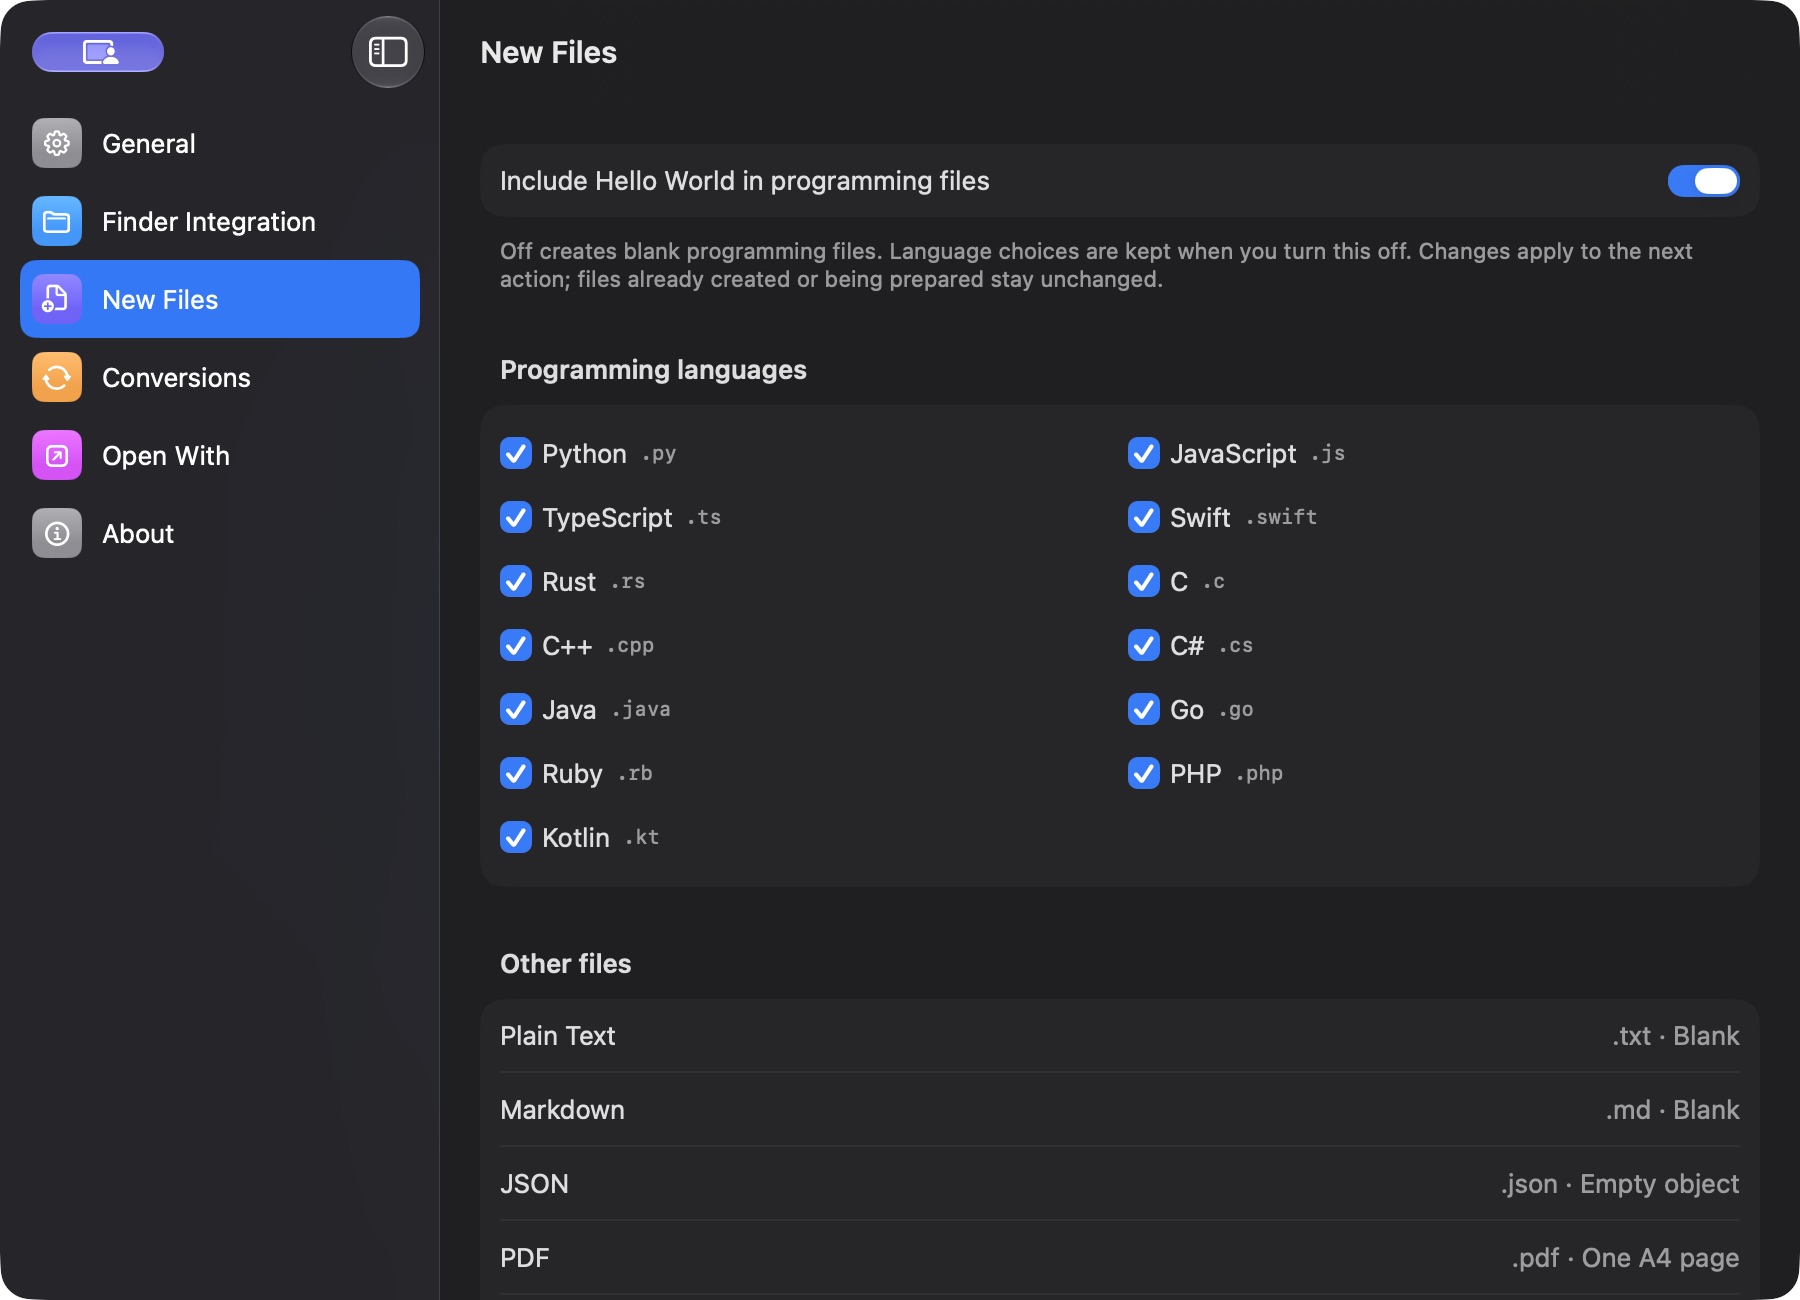 New Files
General
Finder Integration
New Files
Conversions
Open With
About
Include Hello World in programming files
Off creates blank programming files. Language choices are kept when you turn this off. Changes apply to the next
action; files already created or being prepared stay unchanged.
Programming languages
Python .py
JavaScript .js
TypeScript .ts
Swift .swift
Rust .rs
C .c
C++ .cpp
C# .cs
Java .java
Go .go
Ruby .rb
PHP .php
Kotlin .kt
Other files
Plain Text .txt · Blank
Markdown .md · Blank
JSON .json · Empty object
PDF .pdf · One A4 page